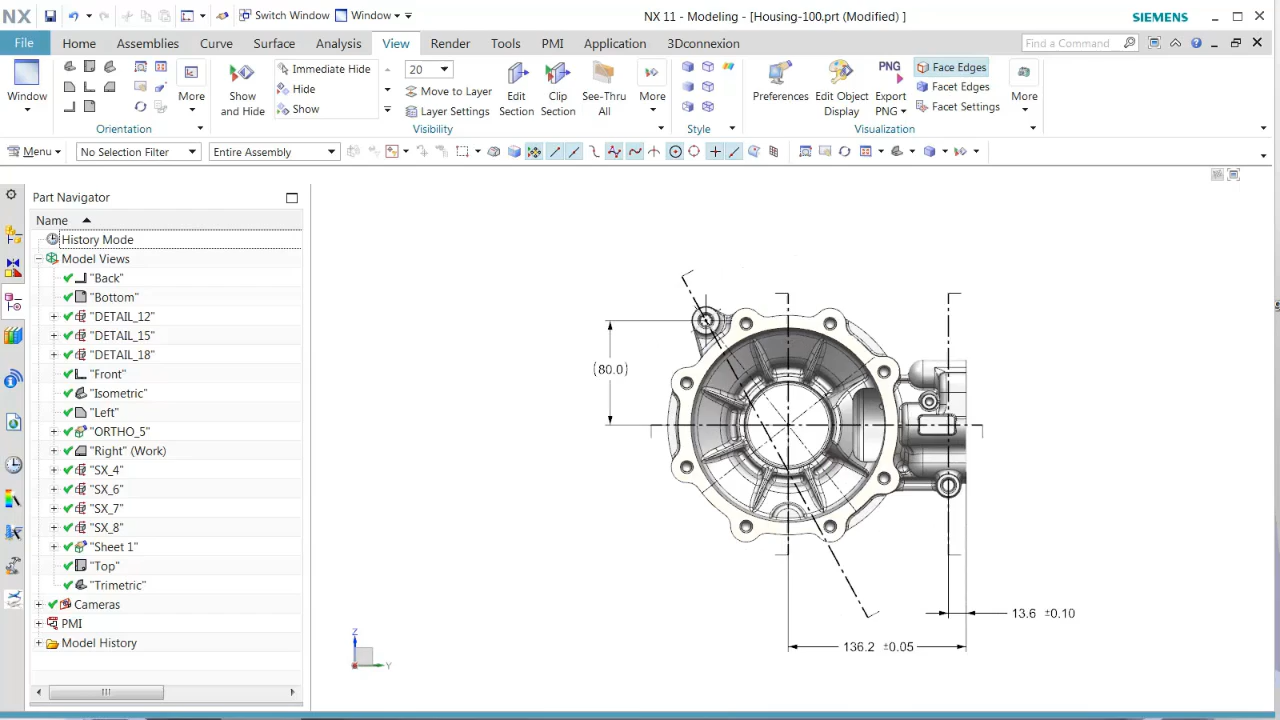 NX
Switch Window
Window
NX 11 - Modeling - [Housing-100.prt (Modified) ]
SIEMENS
File
Home
Assemblies
Curve
Surface
Analysis
View
Render
Tools
PMI
Application
3Dconnexion
Find a Command
Window
More
Orientation
Show and Hide
Immediate Hide
Hide
Show
20
Move to Layer
Layer Settings
Edit Section
Clip Section
See-Thru All
More
Visibility
Style
Preferences
Edit Object Display
PNG
Export PNG
Face Edges
Facet Edges
Facet Settings
More
Visualization
Menu
No Selection Filter
Entire Assembly
Part Navigator
Name
History Mode
Model Views
"Back"
"Bottom"
"DETAIL_12"
"DETAIL_15"
"DETAIL_18"
"Front"
"Isometric"
"Left"
"ORTHO_5"
"Right" (Work)
"SX_4"
"SX_6"
"SX_7"
"SX_8"
"Sheet 1"
"Top"
"Trimetric"
Cameras
PMI
Model History
(80.0)
13.6 ±0.10
136.2 ±0.05
Z
Y